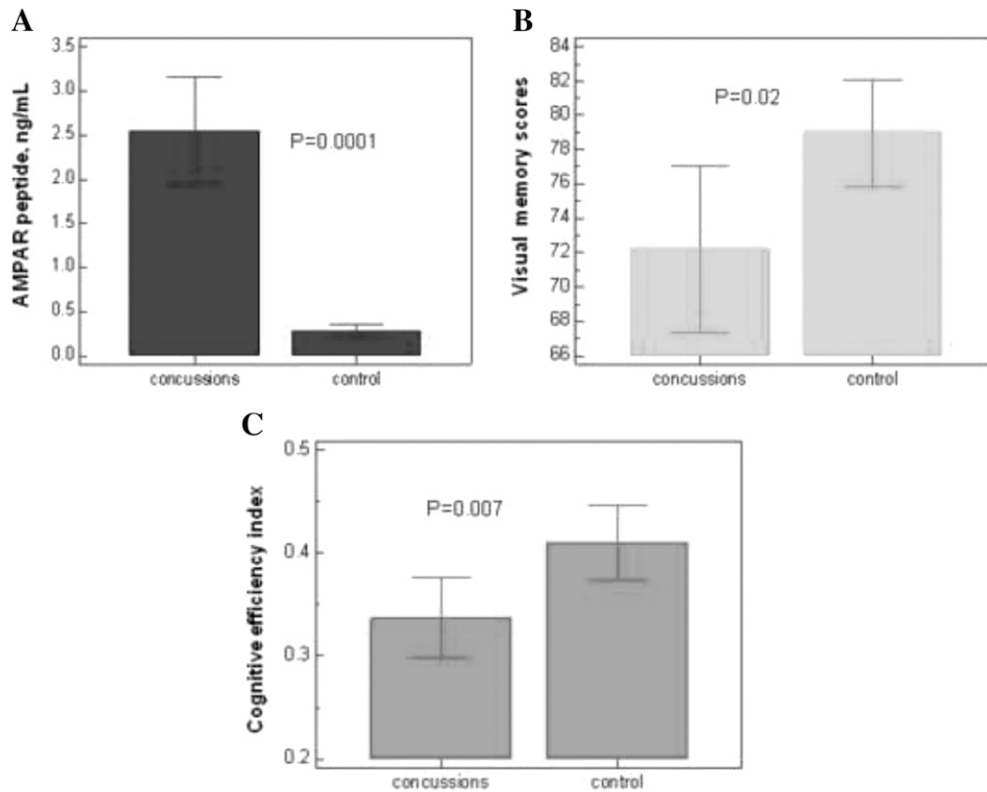 A
AMPAR peptide, ng/mL
3.5
3.0
2.5
2.0
1.5
1.0
0.5
0.0
P=0.0001
concussions control
B
Visual memory scores
84
82
80
78
76
74
72
70
68
66
P=0.02
concussions control
C
Cognitive efficiency index
0.5
0.4
0.3
0.2
P=0.007
concussions control